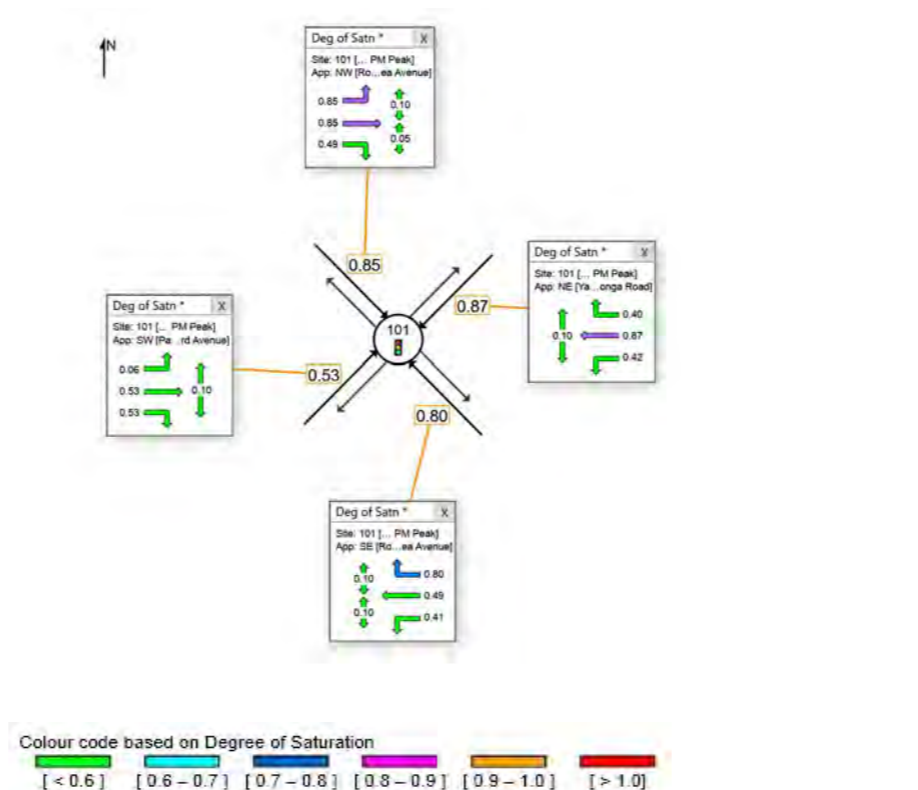 N
Deg of Satn * X
Site: 101 [... PM Peak]
App: NW [Ro...ea Avenue]
0.85
0.10
0.85
0.05
0.49
0.85
Deg of Satn * X
Site: 101 [... PM Peak]
App: NE [Ya...onga Road]
0.40
0.10 0.87
0.42
0.87
101
Deg of Satn * X
Site: 101 [... PM Peak]
App: SW [Pa...rd Avenue]
0.06
0.53 0.10
0.53
0.53
0.80
Deg of Satn * X
Site: 101 [... PM Peak]
App: SE [Ro...ea Avenue]
0.10 0.80
0.49
0.10 0.41
Colour code based on Degree of Saturation
[ < 0.6 ] [ 0.6 – 0.7 ] [ 0.7 – 0.8 ] [ 0.8 – 0.9 ] [ 0.9 – 1.0 ] [ > 1.0 ]